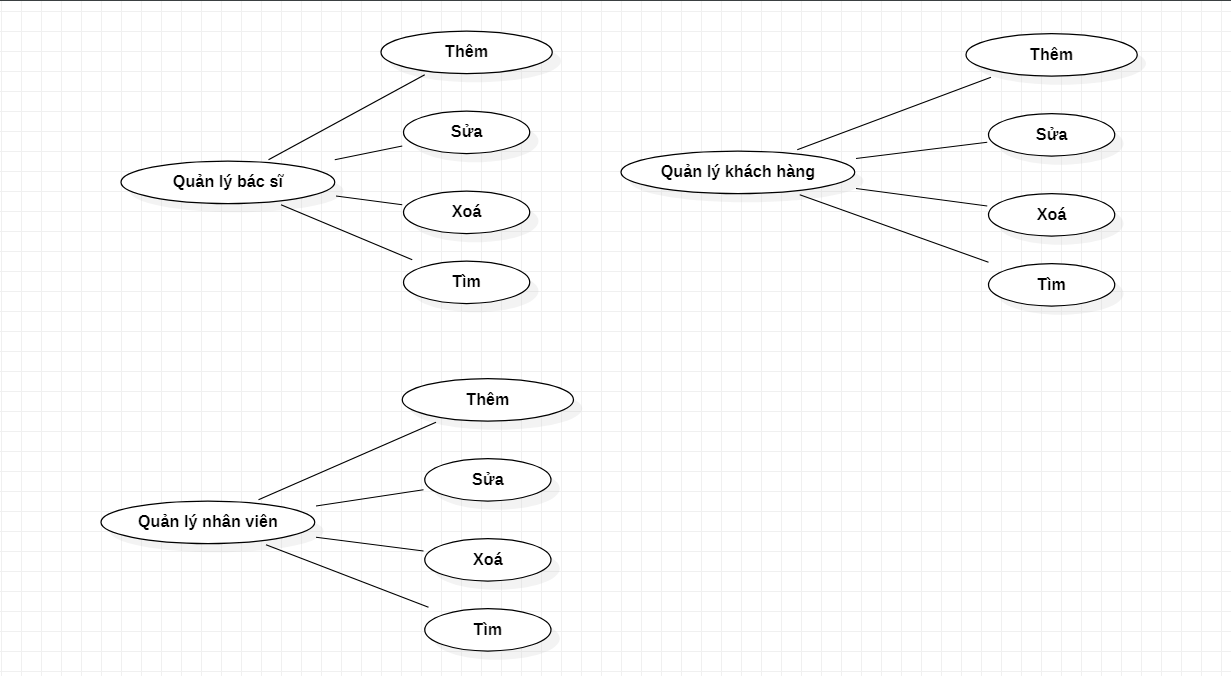 Thêm
Sửa
Quản lý bác sĩ
Xoá
Tìm
Thêm
Sửa
Quản lý khách hàng
Xoá
Tìm
Thêm
Sửa
Quản lý nhân viên
Xoá
Tìm